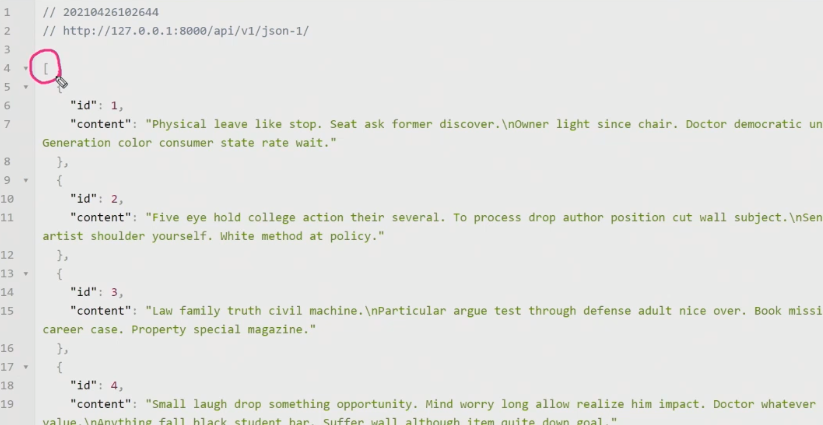 1 // 20210426102644
2 // http://127.0.0.1:8000/api/v1/json-1/
3
4 [
5 {
6 "id": 1,
7 "content": "Physical leave like stop. Seat ask former discover.\nOwner light since chair. Doctor democratic un
Generation color consumer state rate wait."
8 },
9 {
10 "id": 2,
11 "content": "Five eye hold college action their several. To process drop author position cut wall subject.\nSen
artist shoulder yourself. White method at policy."
12 },
13 {
14 "id": 3,
15 "content": "Law family truth civil machine.\nParticular argue test through defense adult nice over. Book missi
career case. Property special magazine."
16 },
17 {
18 "id": 4,
19 "content": "Small laugh drop something opportunity. Mind worry long allow realize him impact. Doctor whatever
value.\nAnything fall black student bar. Suffer wall although item quite down goal."